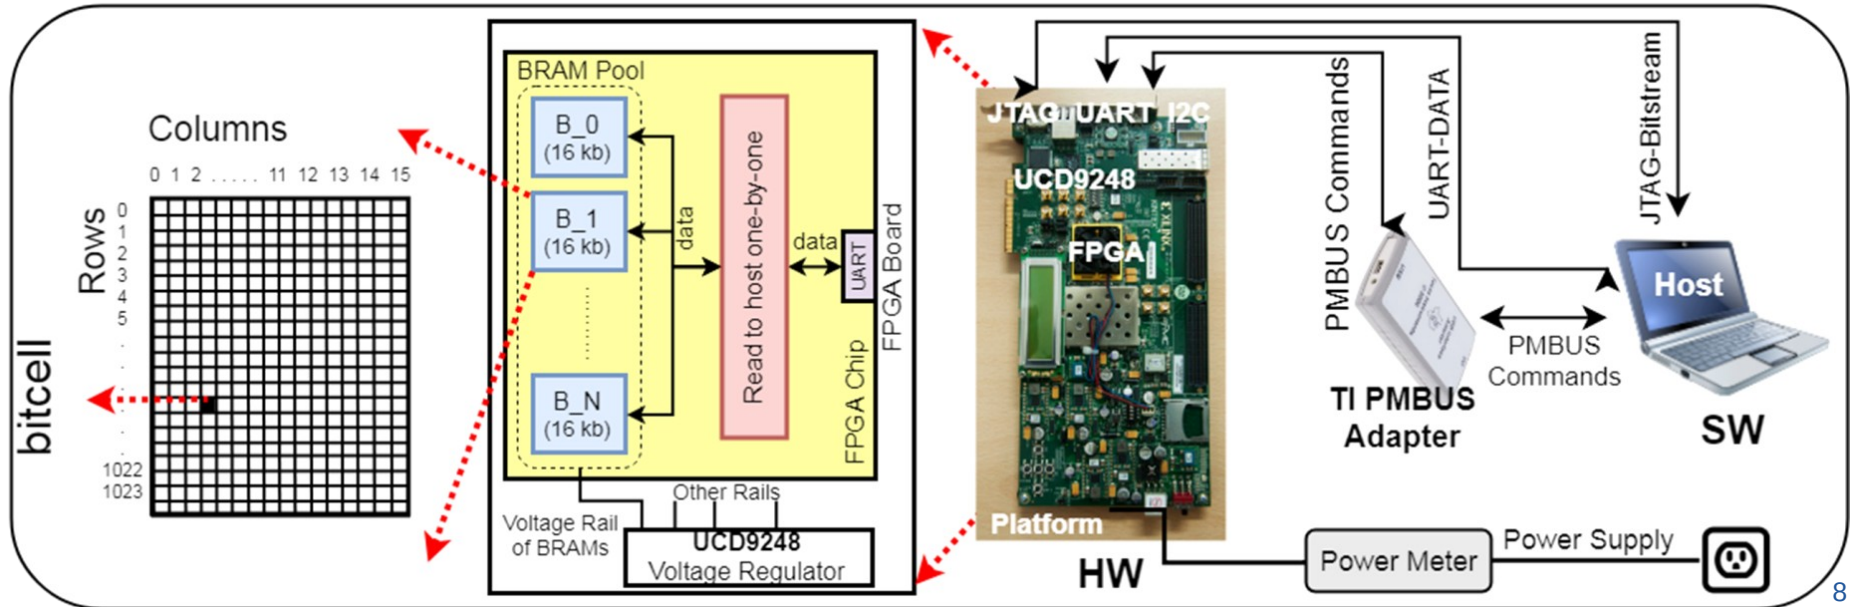 Columns
0 1 2 ..... 11 12 13 14 15
Rows
0
1
2
3
4
5
.
.
.
.
.
1022
1023
bitcell
BRAM Pool
B_0
(16 kb)
B_1
(16 kb)
B_N
(16 kb)
data
Read to host one-by-one
data
UART
FPGA Chip
FPGA Board
Voltage Rail
of BRAMs
Other Rails
UCD9248
Voltage Regulator
JTAG UART I2C
UCD9248
FPGA
XILINX
Platform
HW
PMBUS Commands
UART-DATA
JTAG-Bitstream
TI PMBUS
Adapter
PMBUS
Commands
Host
SW
Power Meter
Power Supply
8